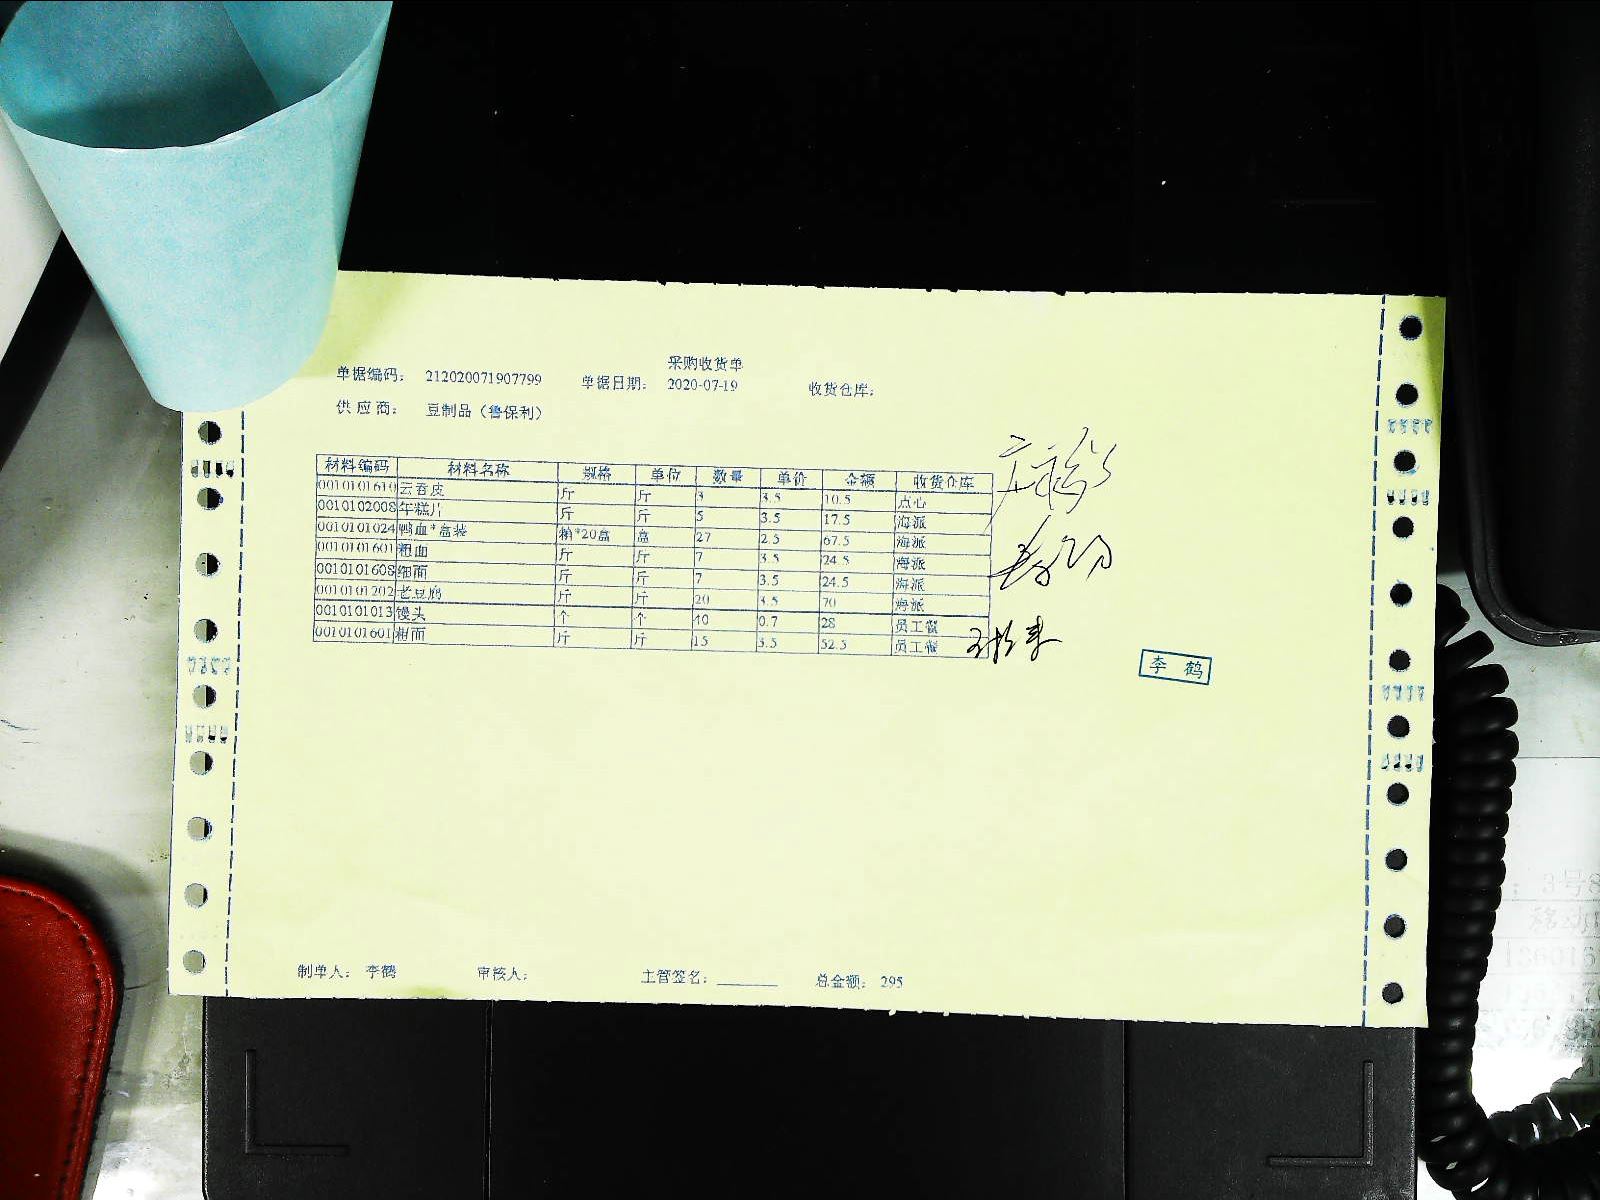 采购收货单
单据编码： 212020071907799 单据日期： 2020-07-19 收货仓库：
供应商： 豆制品（鲁保利）
材料编码 材料名称 规格 单位 数量 单价 金额 收货仓库
0010101610 云吞皮 斤 斤 3 3.5 10.5 点心
0010102008 年糕片 斤 斤 5 3.5 17.5 海派
0010101024 鸭血*盒装 箱*20盒 盒 27 2.5 67.5 海派
0010101601 粗面 斤 斤 7 3.5 24.5 海派
0010101608 细面 斤 斤 7 3.5 24.5 海派
0010101202 老豆腐 斤 斤 20 3.5 70 海派
0010101013 馒头 个 个 40 0.7 28 员工餐
0010101601 粗面 斤 斤 15 3.5 52.5 员工餐
李 鹤
制单人： 李鹤 审核人： 主管签名： 总金额： 295